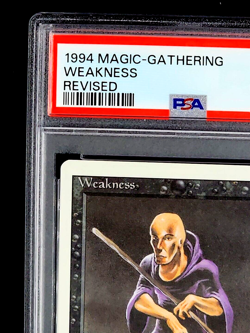 1994 MAGIC-GATHERING
WEAKNESS
REVISED
PSA
Weakness